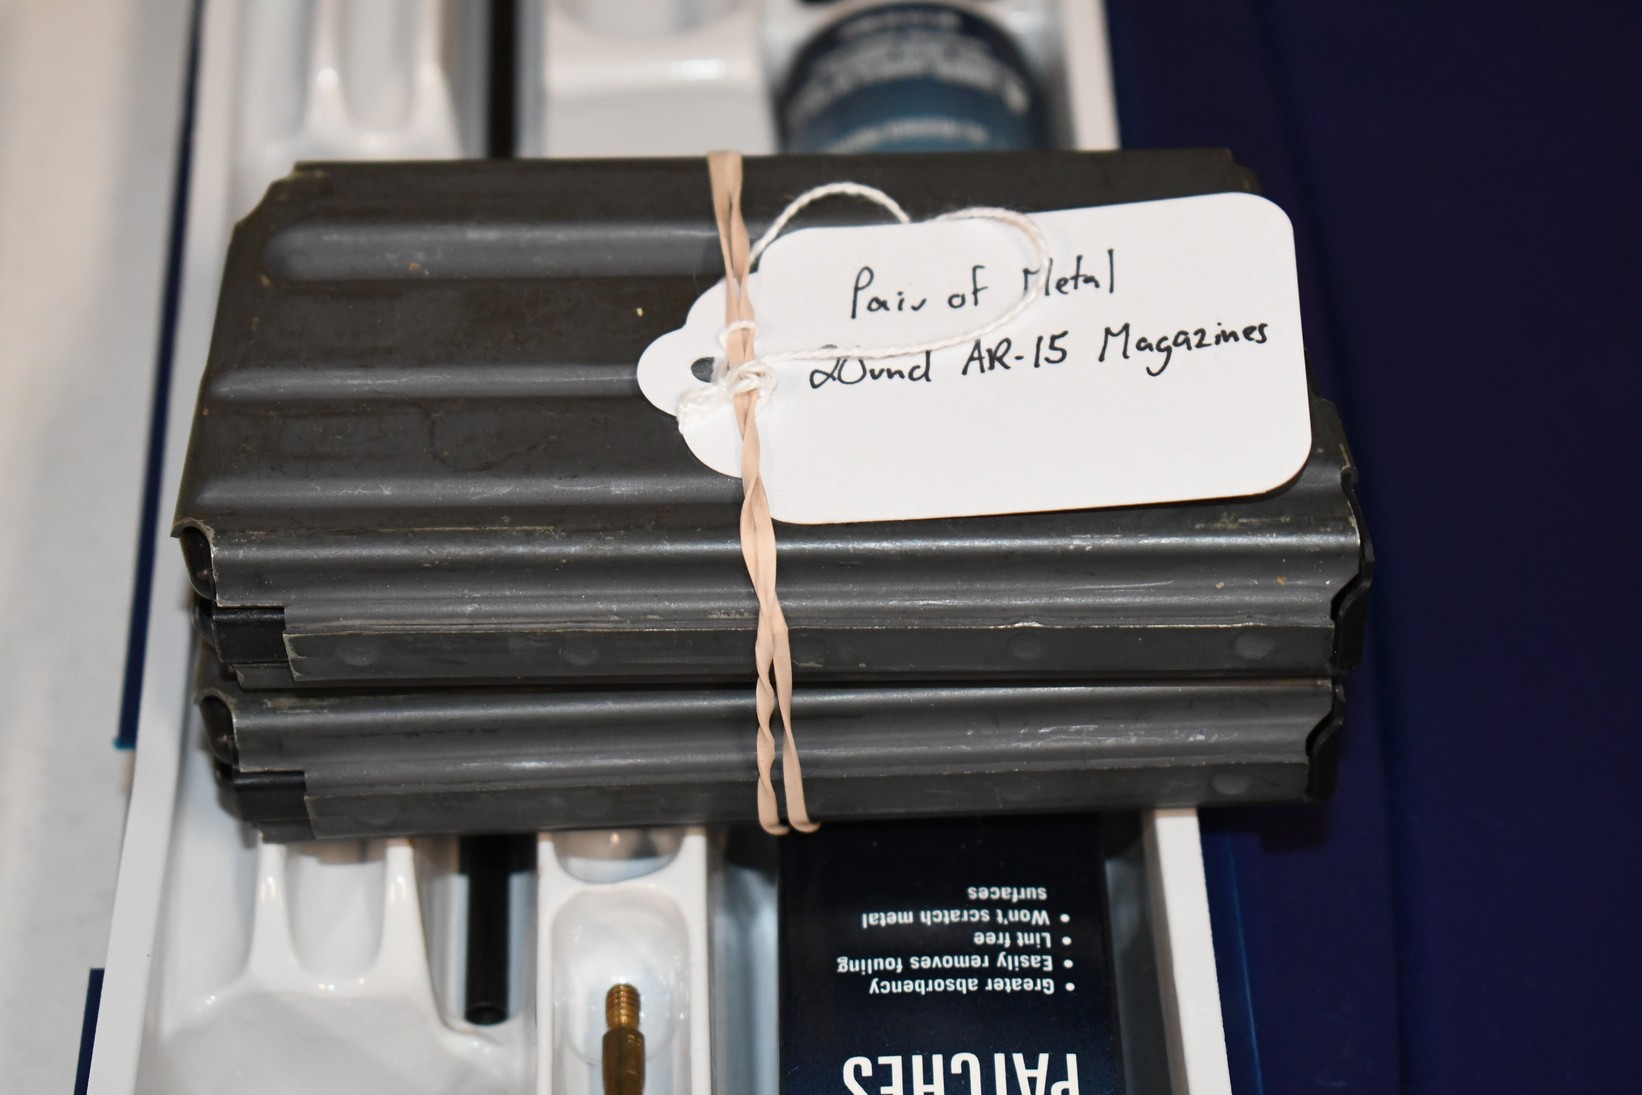 Pair of Metal
20und AR-15 Magazines
surfaces
• Won't scratch metal
• Lint free
• Easily removes fouling
• Greater absorbency
PATCHES